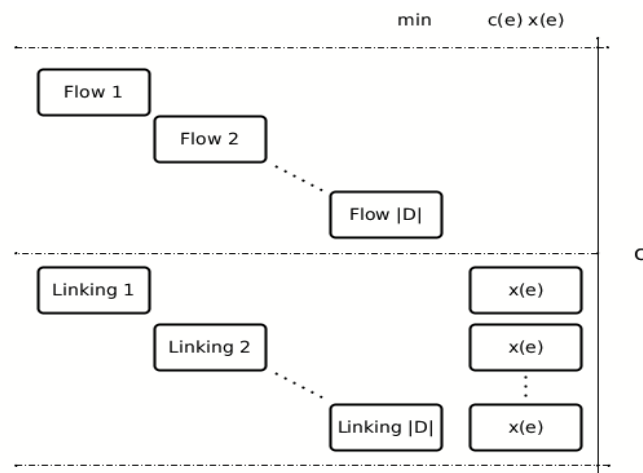 min c(e) x(e)
Flow 1
Flow 2
Flow |D|
Linking 1 x(e)
Linking 2 x(e)
Linking |D| x(e)